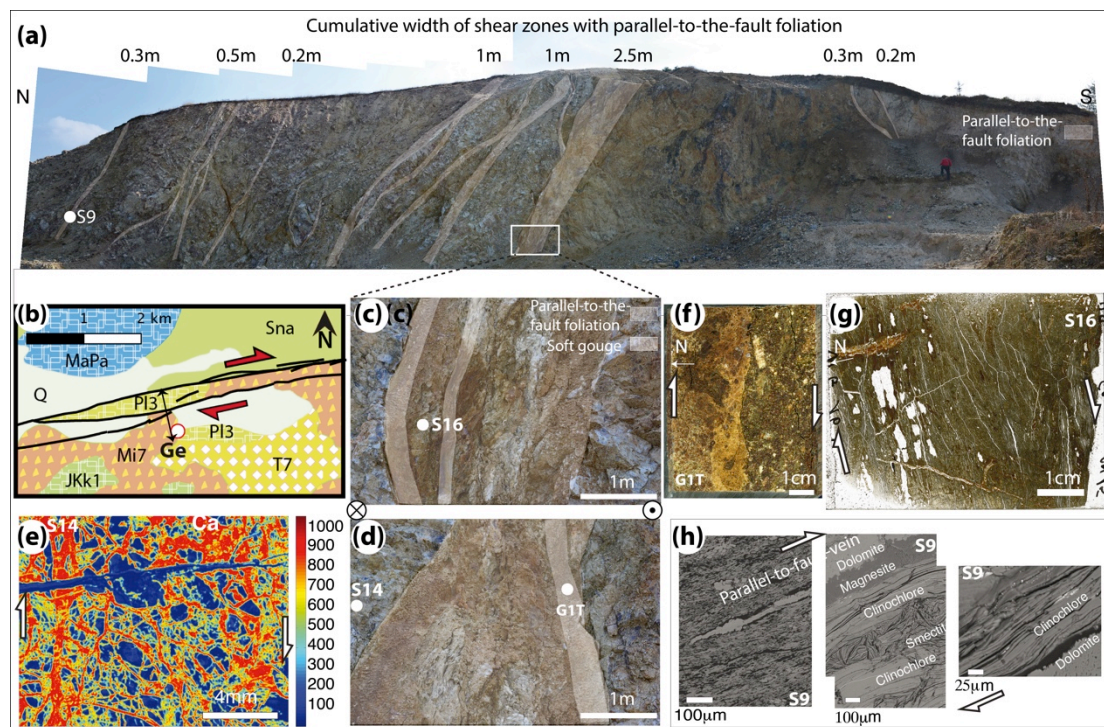 (a)
Cumulative width of shear zones with parallel-to-the-fault foliation
0.3m 0.5m 0.2m 1m 1m 2.5m 0.3m 0.2m
N
S
Parallel-to-the-
fault foliation
S9
(b)
1 2 km
MaPa
Sna
N
Q
Pl3
Pl3
Mi7
Ge
T7
JKk1
(c) c)
Parallel-to-the-
fault foliation
Soft gouge
S16
1m
(f)
N
G1T
1cm
(g)
S16
N
1cm
(e)
S14
Ca
1000
900
800
700
600
500
400
300
200
100
4mm
(d)
S14
G1T
1m
(h)
Parallel-to-fault-vein
S9
100μm
S9
Dolomite
Magnesite
Clinochlore
Smectit
Clinochlore
100μm
S9
Clinochlore
Dolomite
25μm